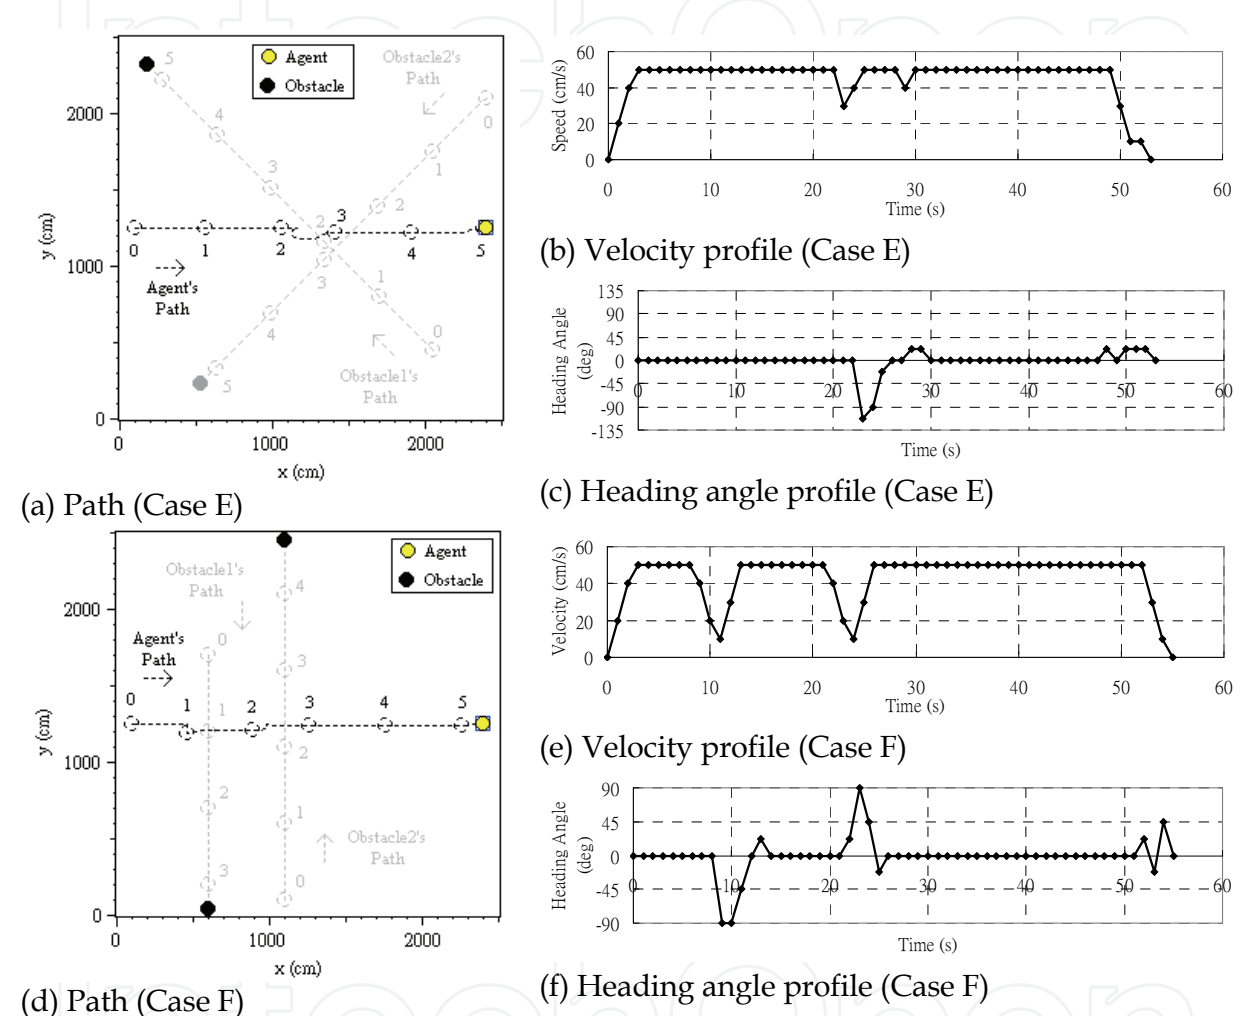 Agent
Obstacle
Obstacle2's
Path
5
4
3
2
0
1
2
3
0
1
2
4
5
1
3
0
4
5
Agent's
Path
Obstacle1's
Path
2000
1000
0
y (cm)
0
1000
2000
x (cm)
(a) Path (Case E)
60
40
20
0
Speed (cm/s)
0
10
20
30
40
50
60
Time (s)
(b) Velocity profile (Case E)
135
90
45
0
-45
-90
-135
Heading Angle
(deg)
0
10
20
30
40
50
60
Time (s)
(c) Heading angle profile (Case E)
Agent
Obstacle
Obstacle1's
Path
4
0
Agent's
Path
3
0
1
1
2
3
4
5
2
2
1
3
0
Obstacle2's
Path
2000
1000
0
y (cm)
0
1000
2000
x (cm)
(d) Path (Case F)
60
40
20
0
Velocity (cm/s)
0
10
20
30
40
50
60
Time (s)
(e) Velocity profile (Case F)
90
45
0
-45
-90
Heading Angle
(deg)
0
10
20
30
40
50
60
Time (s)
(f) Heading angle profile (Case F)